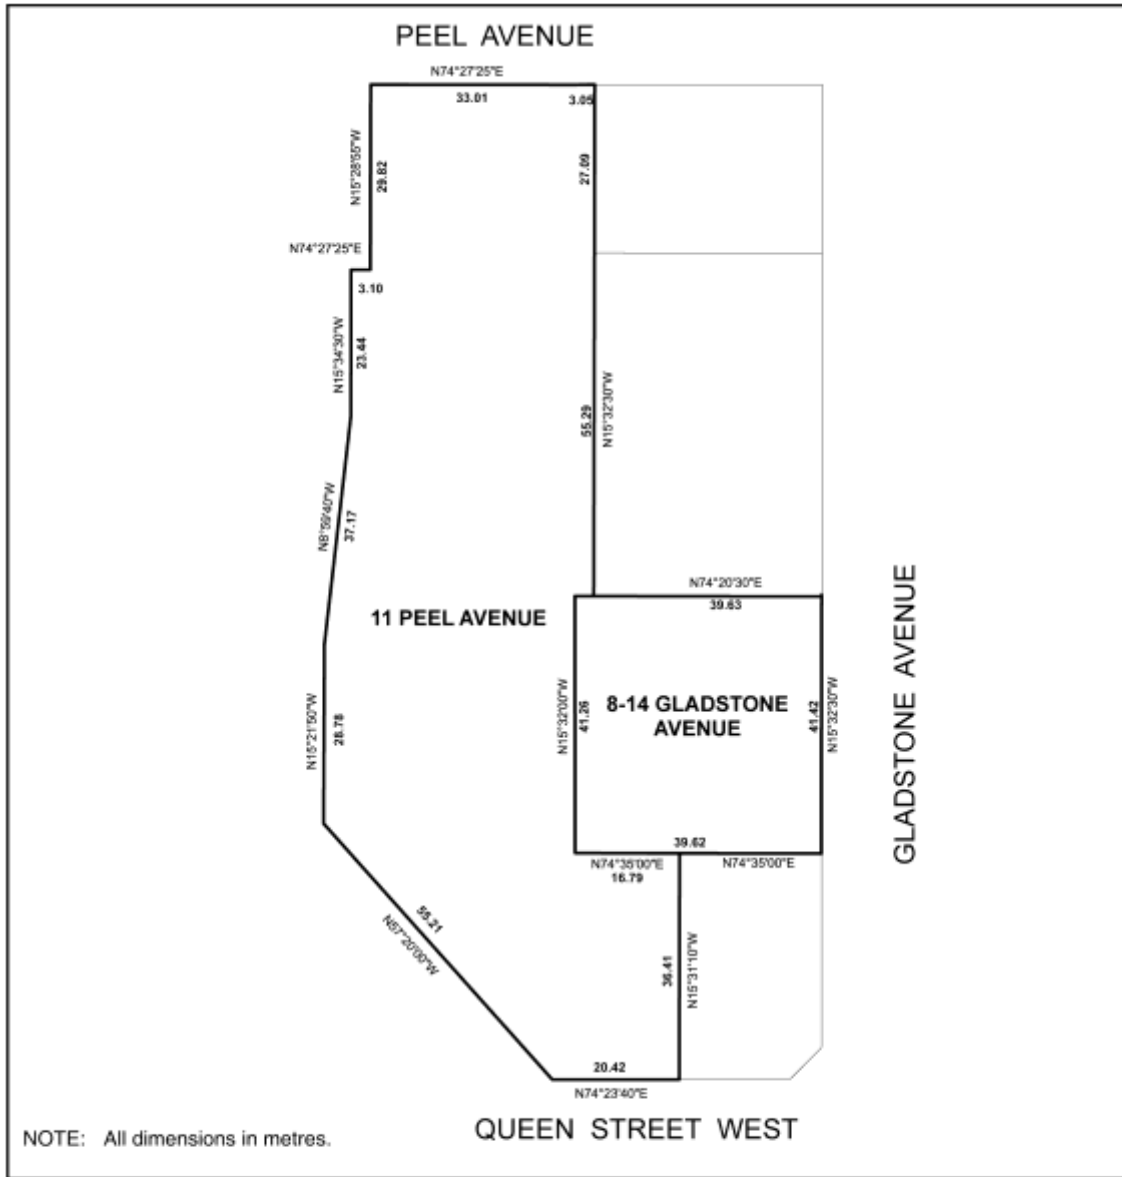 PEEL AVENUE
N74°27'25"E
33.01
3.05
N15°28'55"W
29.82
27.09
N74°27'25"E
3.10
N15°34'30"W
23.44
55.29
N15°32'30"W
N8°59'40"W
37.17
N74°20'30"E
39.63
11 PEEL AVENUE
GLADSTONE AVENUE
N15°21'50"W
28.78
N15°32'00"W
41.26
8-14 GLADSTONE
AVENUE
41.42
N15°32'30"W
39.62
N74°35'00"E
16.79
N74°35'00"E
55.21
N57°20'00"W
36.41
N15°31'10"W
20.42
N74°23'40"E
QUEEN STREET WEST
NOTE: All dimensions in metres.